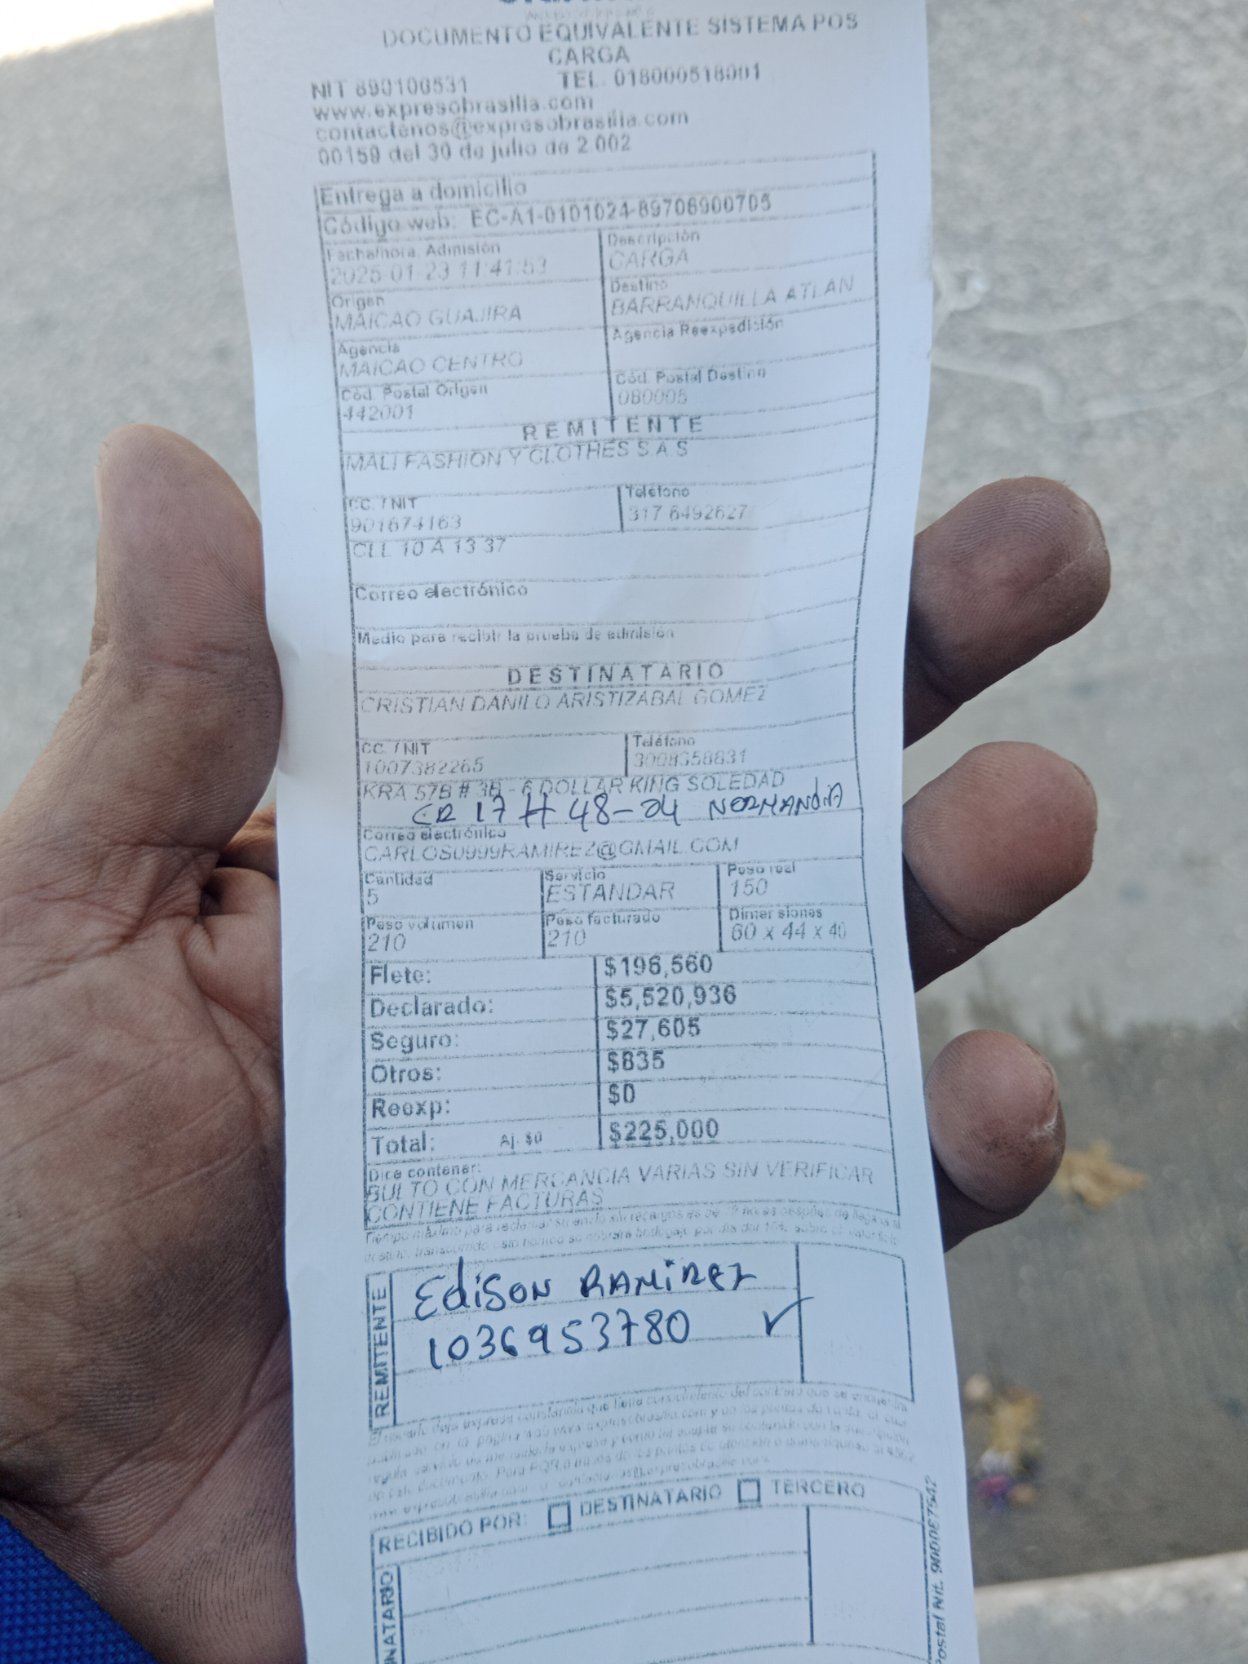 DOCUMENTO EQUIVALENTE SISTEMA POS
CARGA
NIT 890100531 TEL. 018000518001
www.expresobrasilia.com
contactenos@expresobrasilia.com
00159 del 30 de julio de 2.002
Entrega a domicilio
Código web: EC-A1-0101024-89706900705
Fecha/hora. Admisión Descripción
2025-01-23 11:41:53 CARGA
Origen Destino
MAICAO GUAJIRA BARRANQUILLA ATLAN
Agencia Agencia Reexpedición
MAICAO CENTRO
Cód. Postal Origen Cód. Postal Destino
442001 080005
REMITENTE
MALI FASHION Y CLOTHES S A S
CC. / NIT Teléfono
901674163 317 6492627
CLL 10 A 13 37
Correo electrónico
Medio para recibir la prueba de admisión
DESTINATARIO
CRISTIAN DANILO ARISTIZABAL GOMEZ
CC. / NIT Teléfono
1007382265 3008358831
KRA 57B # 3B - 6 DOLLAR KING SOLEDAD
CR 17 # 48-04 NORMANDIA
Correo electrónico
CARLOS0999RAMIREZ@GMAIL.COM
Cantidad Servicio Peso real
5 ESTANDAR 150
Peso volumen Peso facturado Dimensiones
210 210 60 x 44 x 40
Flete: $196,560
Declarado: $5,520,936
Seguro: $27,605
Otros: $835
Reexp: $0
Total: Aj. $0 $225,000
Dice contener:
BULTO CON MERCANCIA VARIAS SIN VERIFICAR
CONTIENE FACTURAS
REMITENTE
Edison RAMIREZ
1036953780
RECIBIDO POR: DESTINATARIO TERCERO
NATARIO
ostal Nit. 900062